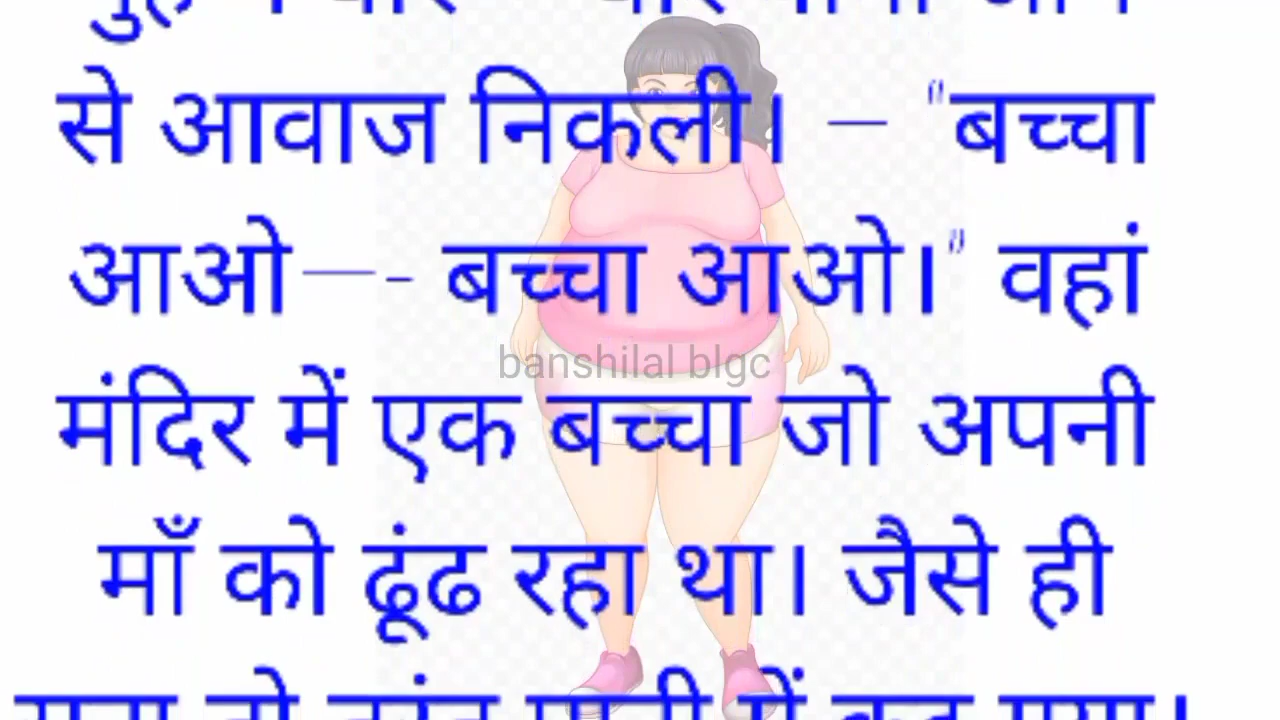 से आवाज निकली। — "बच्चा
आओ—-- बच्चा आओ।" वहां
banshilal blgc
मंदिर में एक बच्चा जो अपनी
माँ को ढूंढ रहा था। जैसे ही